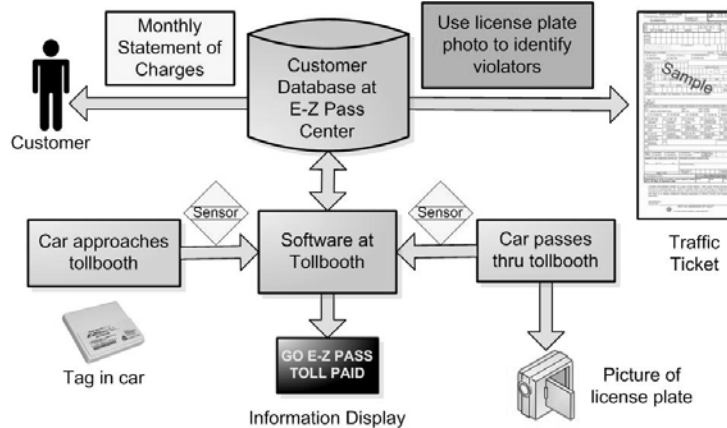 Monthly
Statement of
Charges
Use license plate
photo to identify
violators
Customer
Database at
E-Z Pass
Center
Sample
Customer
Sensor
Sensor
Car approaches
tollbooth
Software at
Tollbooth
Car passes
thru tollbooth
Traffic
Ticket
GO E-Z PASS
TOLL PAID
Tag in car
Picture of
license plate
Information Display